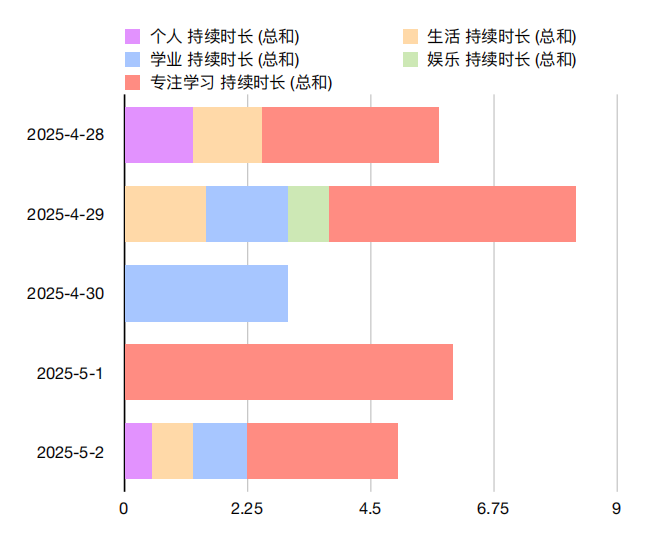 个人 持续时长 (总和)
生活 持续时长 (总和)
学业 持续时长 (总和)
娱乐 持续时长 (总和)
专注学习 持续时长 (总和)
2025-4-28
2025-4-29
2025-4-30
2025-5-1
2025-5-2
0 2.25 4.5 6.75 9